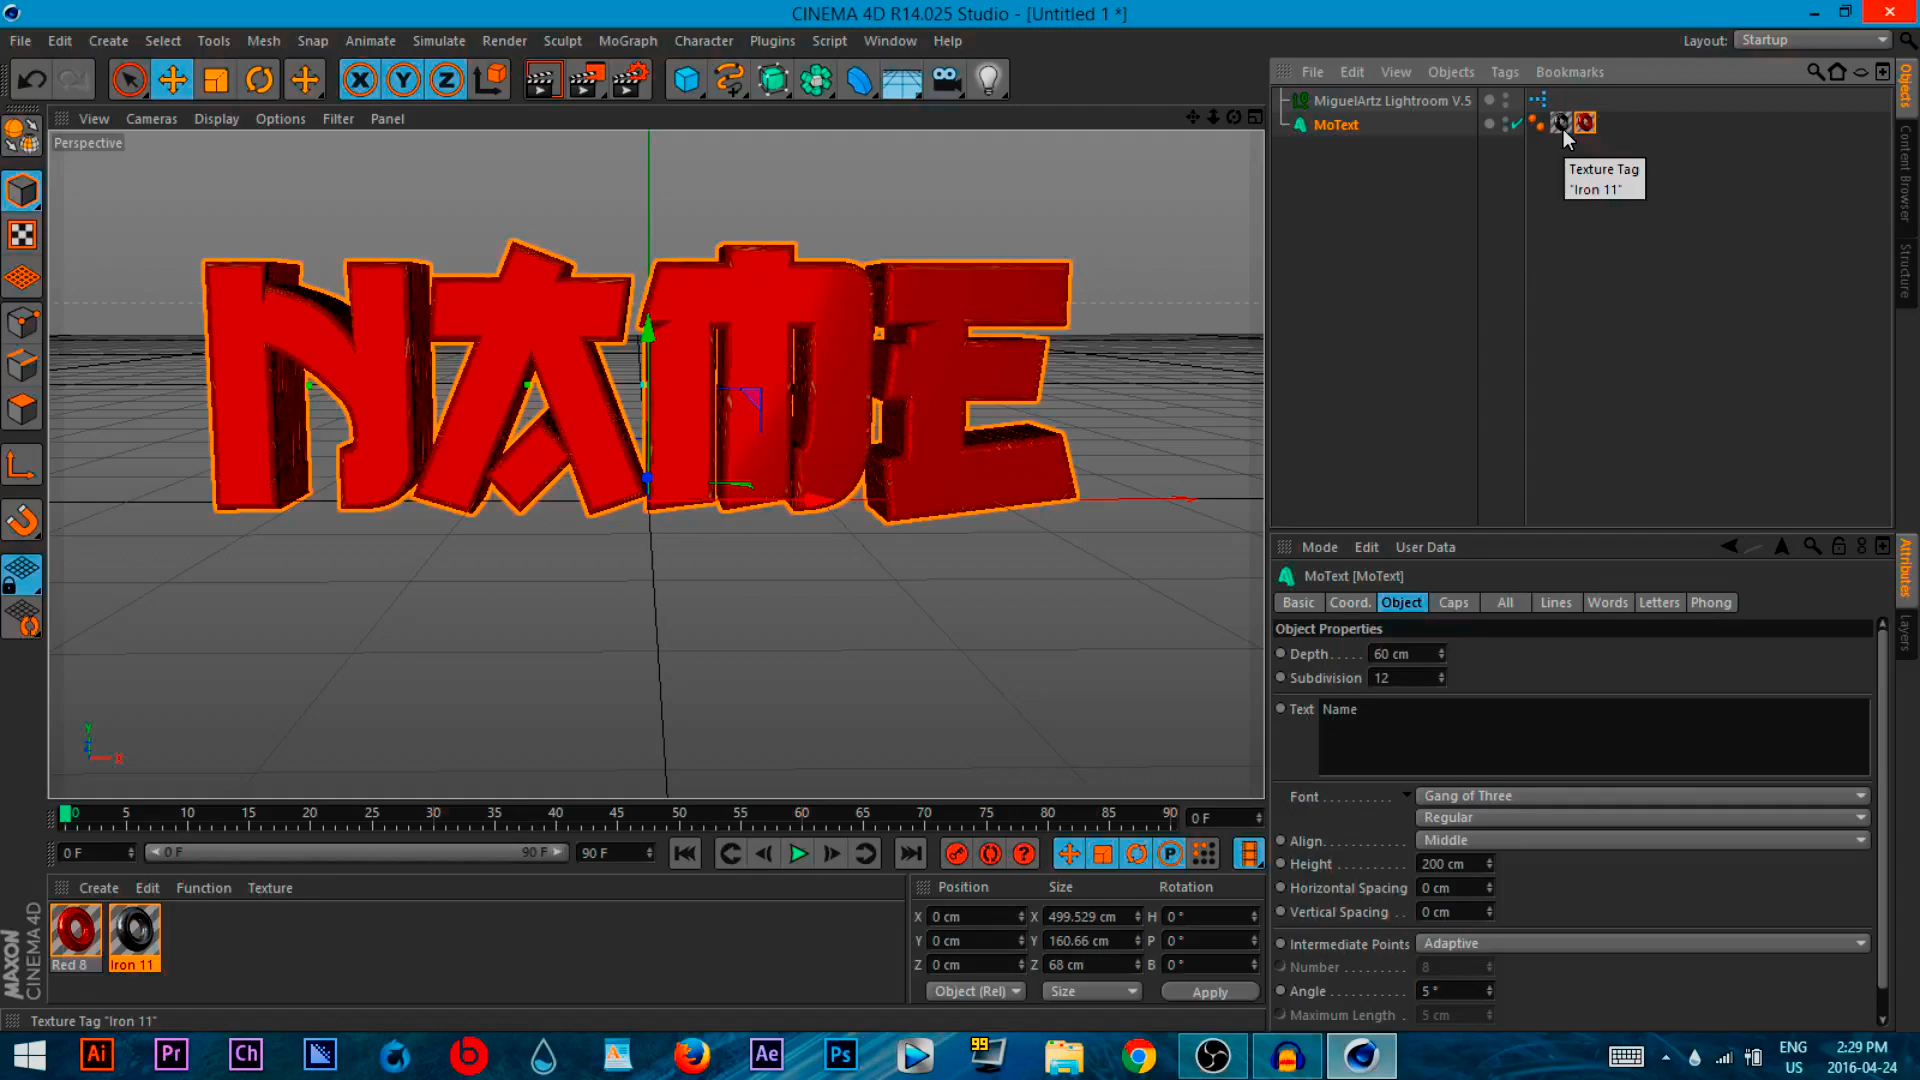 CINEMA 4D R14.025 Studio - [Untitled 1 *]
File Edit Create Select Tools Mesh Snap Animate Simulate Render Sculpt MoGraph Character Plugins Script Window Help
Layout: Startup
X Y Z
File Edit View Objects Tags Bookmarks
MiguelArtz Lightroom V.5
MoText
Texture Tag
"Iron 11"
Objects
Content Browser
Structure
View Cameras Display Options Filter Panel
Perspective
NAME
Y
Z
X
Mode Edit User Data
MoText [MoText]
Basic Coord. Object Caps All Lines Words Letters Phong
Object Properties
Depth 60 cm
Subdivision 12
Text Name
Font Gang of Three
Regular
Align Middle
Height 200 cm
Horizontal Spacing 0 cm
Vertical Spacing 0 cm
Intermediate Points Adaptive
Number 8
Angle 5 °
Maximum Length 5 cm
Attributes
Layers
0 5 10 15 20 25 30 35 40 45 50 55 60 65 70 75 80 85 90 0 F
0 F 0 F 90 F 90 F
P
Create Edit Function Texture
Red 8 Iron 11
Position Size Rotation
X 0 cm X 499.529 cm H 0 °
Y 0 cm Y 160.66 cm P 0 °
Z 0 cm Z 68 cm B 0 °
Object (Rel) Size Apply
MAXON
CINEMA 4D
Texture Tag "Iron 11"
Ai Pr Ch Ae Ps 99
ENG
US
2:29 PM
2016-04-24